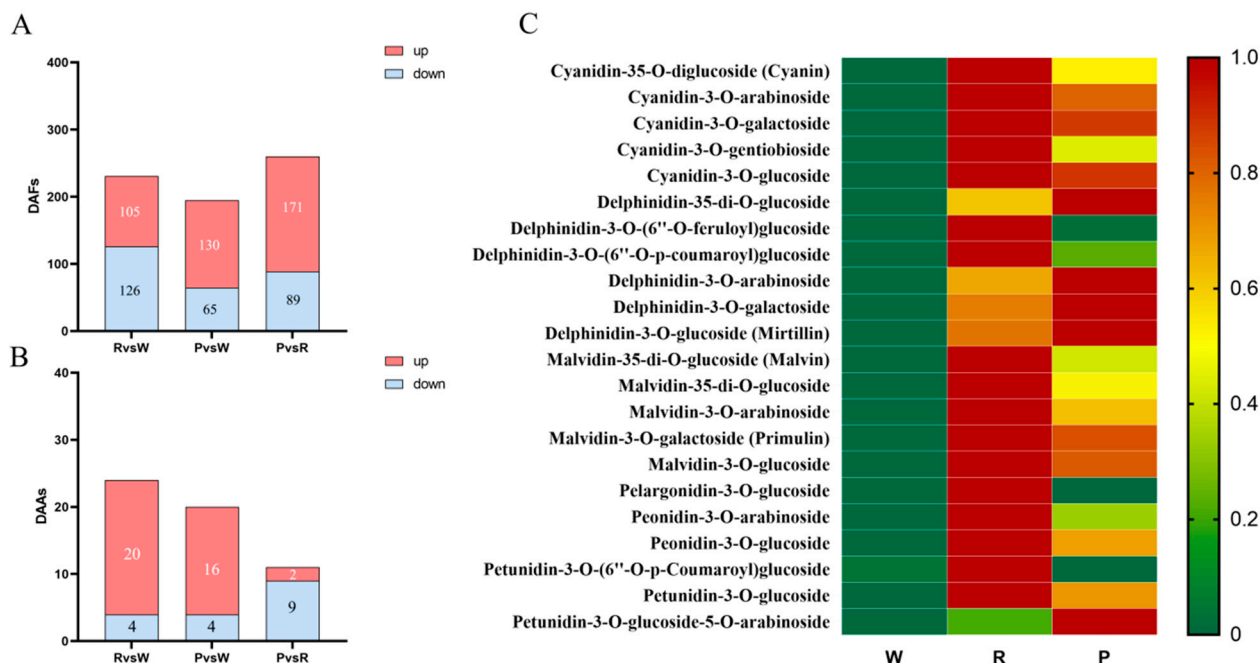 A
up
down
400
300
DAFs
200
100
0
105
126
130
65
171
89
RvsW
PvsW
PvsR
B
up
down
40
30
DAAs
20
10
0
20
4
16
4
2
9
RvsW
PvsW
PvsR
C
Cyanidin-35-O-diglucoside (Cyanin)
Cyanidin-3-O-arabinoside
Cyanidin-3-O-galactoside
Cyanidin-3-O-gentiobioside
Cyanidin-3-O-glucoside
Delphinidin-35-di-O-glucoside
Delphinidin-3-O-(6"-O-feruloyl)glucoside
Delphinidin-3-O-(6"-O-p-coumaroyl)glucoside
Delphinidin-3-O-arabinoside
Delphinidin-3-O-galactoside
Delphinidin-3-O-glucoside (Mirtillin)
Malvidin-35-di-O-glucoside (Malvin)
Malvidin-35-di-O-glucoside
Malvidin-3-O-arabinoside
Malvidin-3-O-galactoside (Primulin)
Malvidin-3-O-glucoside
Pelargonidin-3-O-glucoside
Peonidin-3-O-arabinoside
Peonidin-3-O-glucoside
Petunidin-3-O-(6"-O-p-Coumaroyl)glucoside
Petunidin-3-O-glucoside
Petunidin-3-O-glucoside-5-O-arabinoside
W R P
1.0
0.8
0.6
0.4
0.2
0